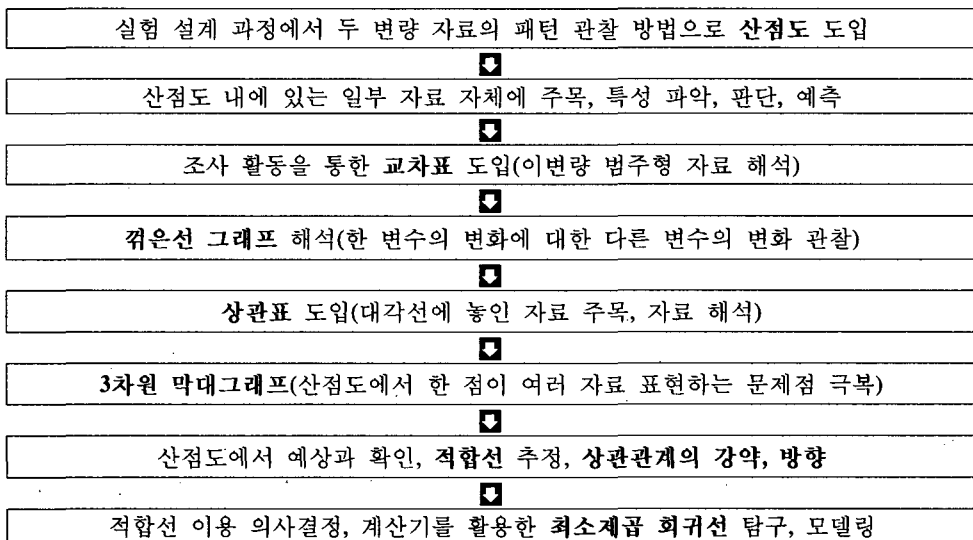 실험 설계 과정에서 두 변량 자료의 패턴 관찰 방법으로 산점도 도입
산점도 내에 있는 일부 자료 자체에 주목, 특성 파악, 판단, 예측
조사 활동을 통한 교차표 도입(이변량 범주형 자료 해석)
꺾은선 그래프 해석(한 변수의 변화에 대한 다른 변수의 변화 관찰)
상관표 도입(대각선에 놓인 자료 주목, 자료 해석)
3차원 막대그래프(산점도에서 한 점이 여러 자료 표현하는 문제점 극복)
산점도에서 예상과 확인, 적합선 추정, 상관관계의 강약, 방향
적합선 이용 의사결정, 계산기를 활용한 최소제곱 회귀선 탐구, 모델링